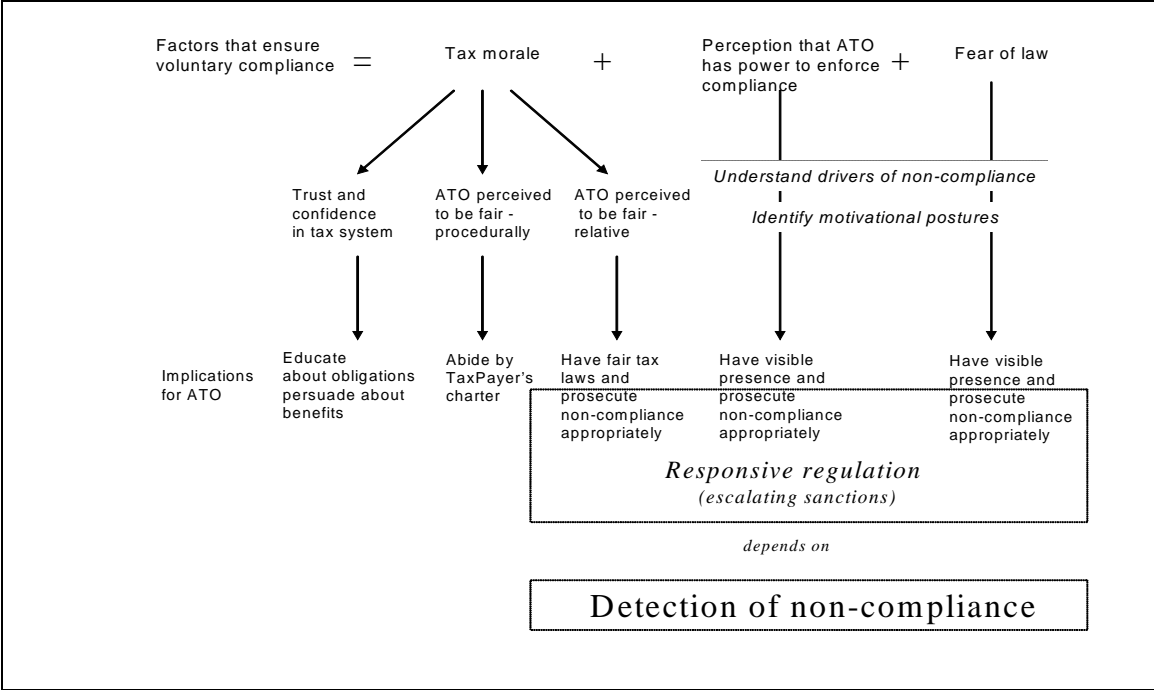 Factors that ensure
voluntary compliance
=
Tax morale
+
Perception that ATO
has power to enforce
compliance
+
Fear of law
Understand drivers of non-compliance
Identify motivational postures
Trust and
confidence
in tax system
ATO perceived
to be fair -
procedurally
ATO perceived
to be fair -
relative
Implications
for ATO
Educate
about obligations
persuade about
benefits
Abide by
TaxPayer's
charter
Have fair tax
laws and
prosecute
non-compliance
appropriately
Have visible
presence and
prosecute
non-compliance
appropriately
Have visible
presence and
prosecute
non-compliance
appropriately
Responsive regulation
(escalating sanctions)
depends on
Detection of non-compliance